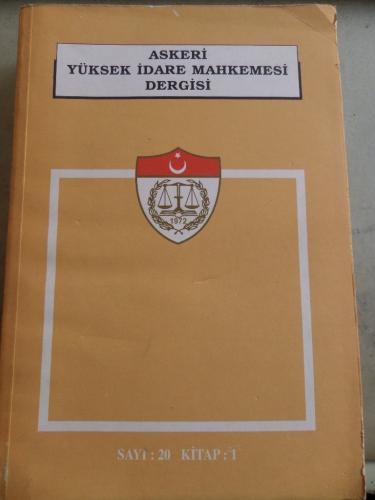 ASKERİ
YÜKSEK İDARE MAHKEMESİ
DERGİSİ
1972
SAYI : 20 KİTAP : 1